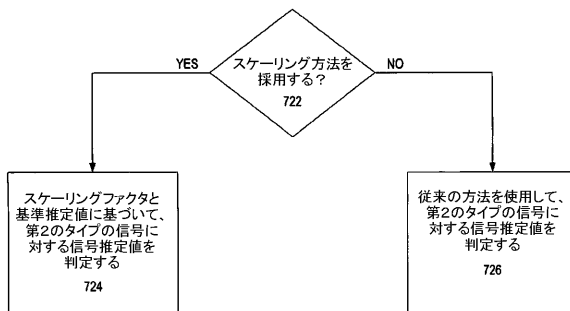 スケーリング方法を
採用する？
722
YES
NO
スケーリングファクタと
基準推定値に基づいて、
第2のタイプの信号に
対する信号推定値を
判定する
724
従来の方法を使用して、
第2のタイプの信号に
対する信号推定値を
判定する
726